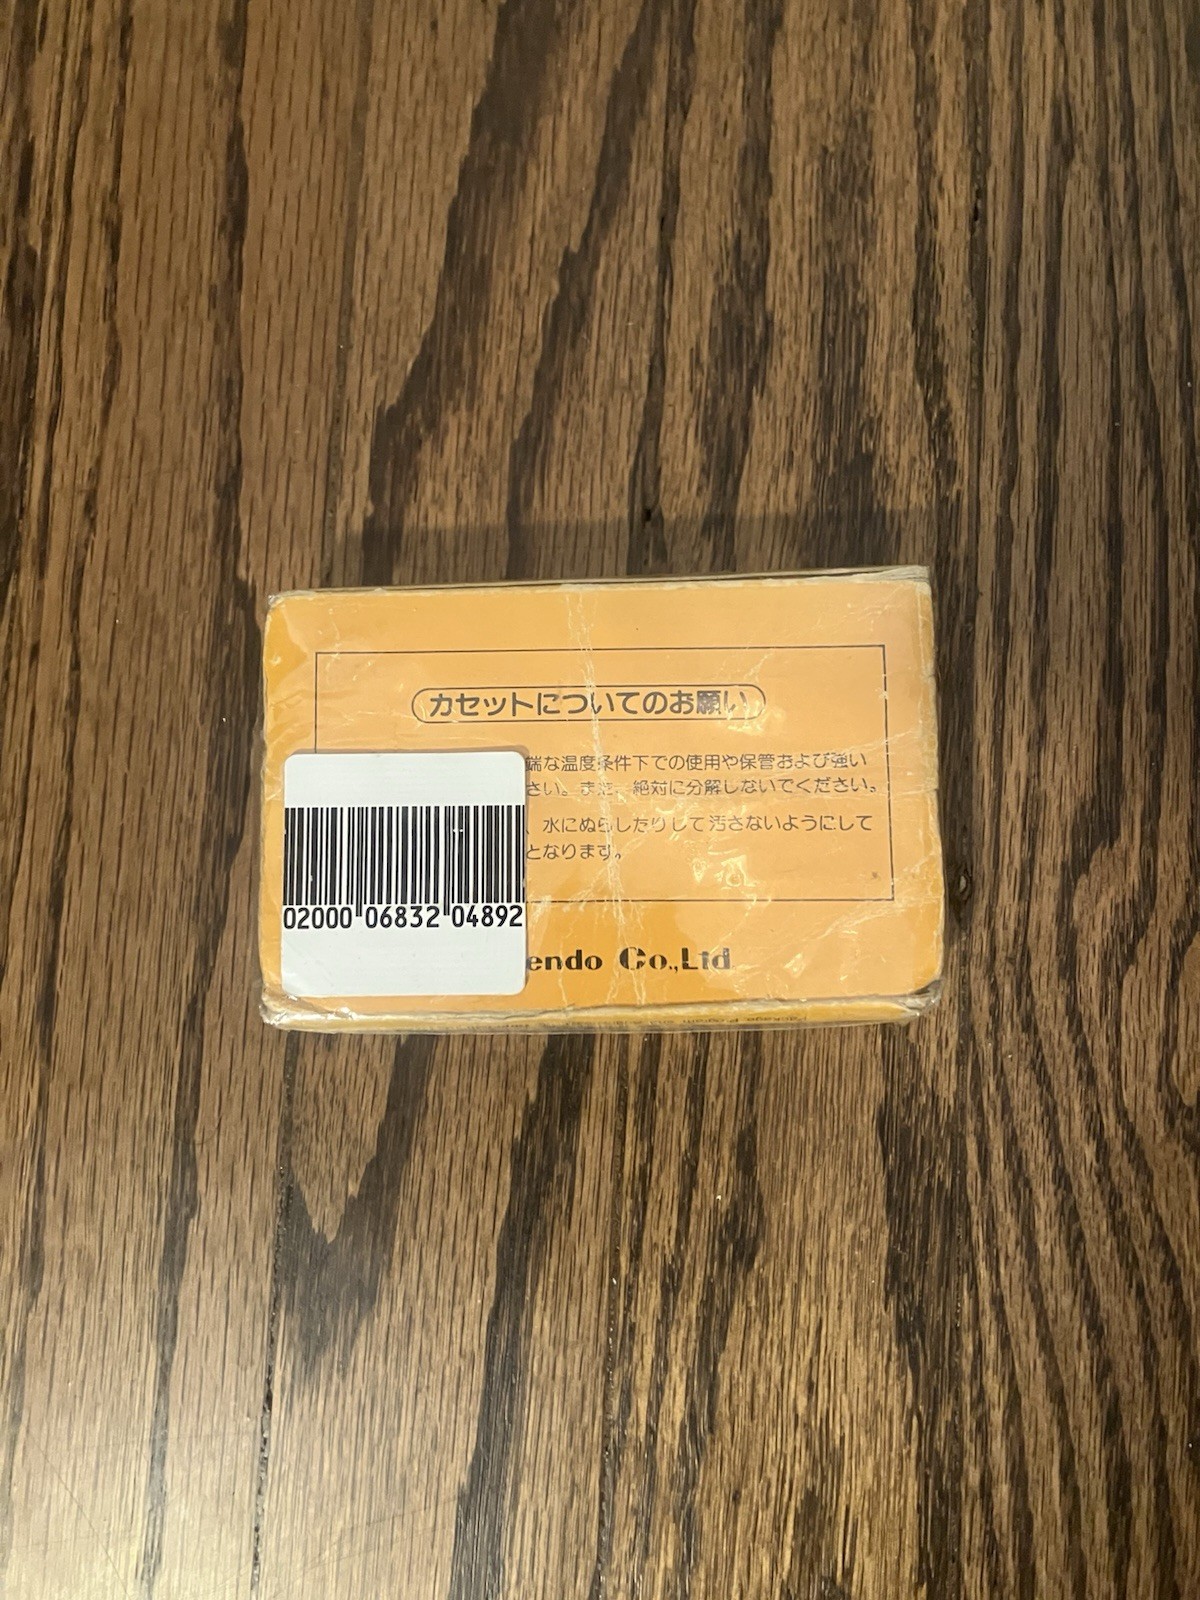 カセットについてのお願い
端な温度条件下での使用や保管および強い
さい。また、絶対に分解しないでください。
、水にぬらしたりして汚さないようにして
となります。
02000 06832 04892
endo Co.,Ltd
Package Program